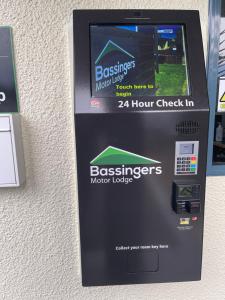 Bassingers
Motor Lodge
Touch here to
begin
24 Hour Check In
Bassingers
Motor Lodge
Collect your room key here